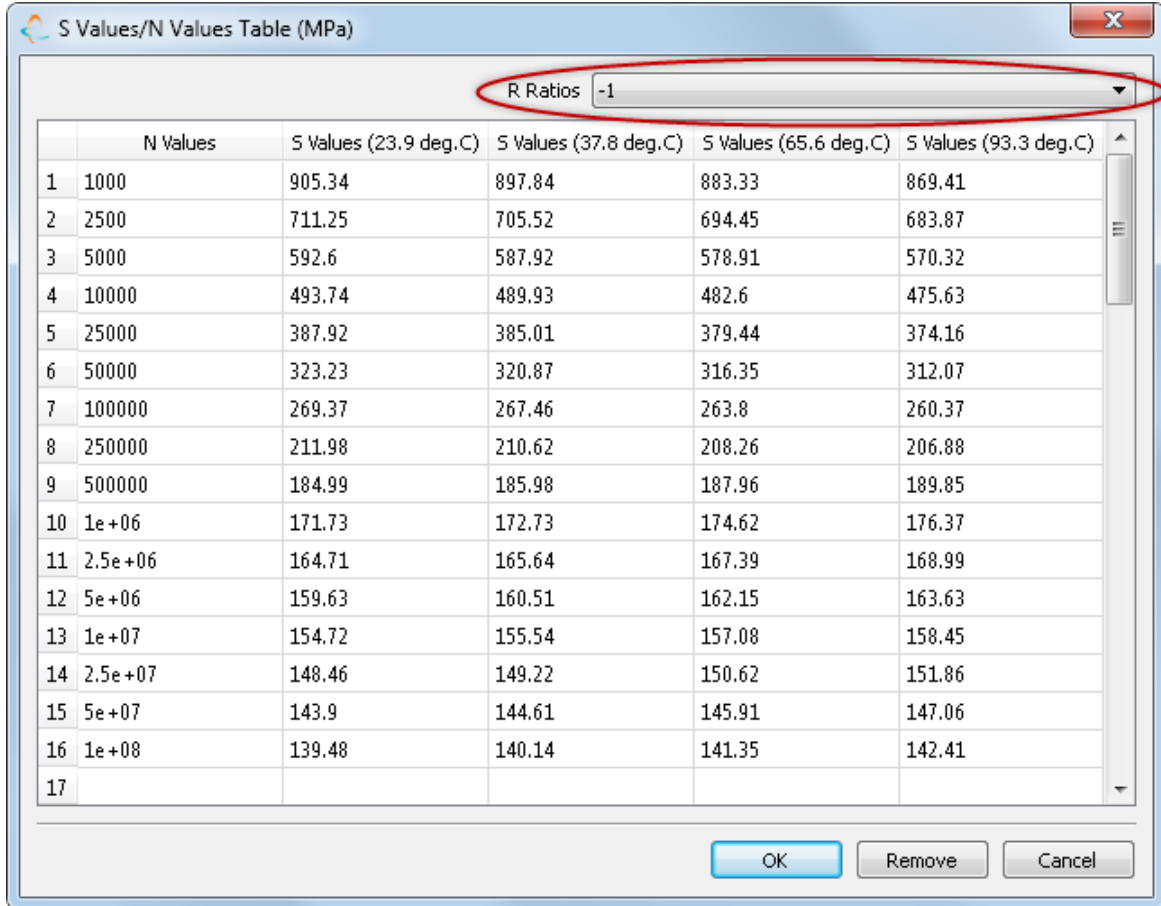 S Values/N Values Table (MPa)
R Ratios -1
N Values S Values (23.9 deg.C) S Values (37.8 deg.C) S Values (65.6 deg.C) S Values (93.3 deg.C)
1 1000 905.34 897.84 883.33 869.41
2 2500 711.25 705.52 694.45 683.87
3 5000 592.6 587.92 578.91 570.32
4 10000 493.74 489.93 482.6 475.63
5 25000 387.92 385.01 379.44 374.16
6 50000 323.23 320.87 316.35 312.07
7 100000 269.37 267.46 263.8 260.37
8 250000 211.98 210.62 208.26 206.88
9 500000 184.99 185.98 187.96 189.85
10 1e+06 171.73 172.73 174.62 176.37
11 2.5e+06 164.71 165.64 167.39 168.99
12 5e+06 159.63 160.51 162.15 163.63
13 1e+07 154.72 155.54 157.08 158.45
14 2.5e+07 148.46 149.22 150.62 151.86
15 5e+07 143.9 144.61 145.91 147.06
16 1e+08 139.48 140.14 141.35 142.41
17
OK Remove Cancel